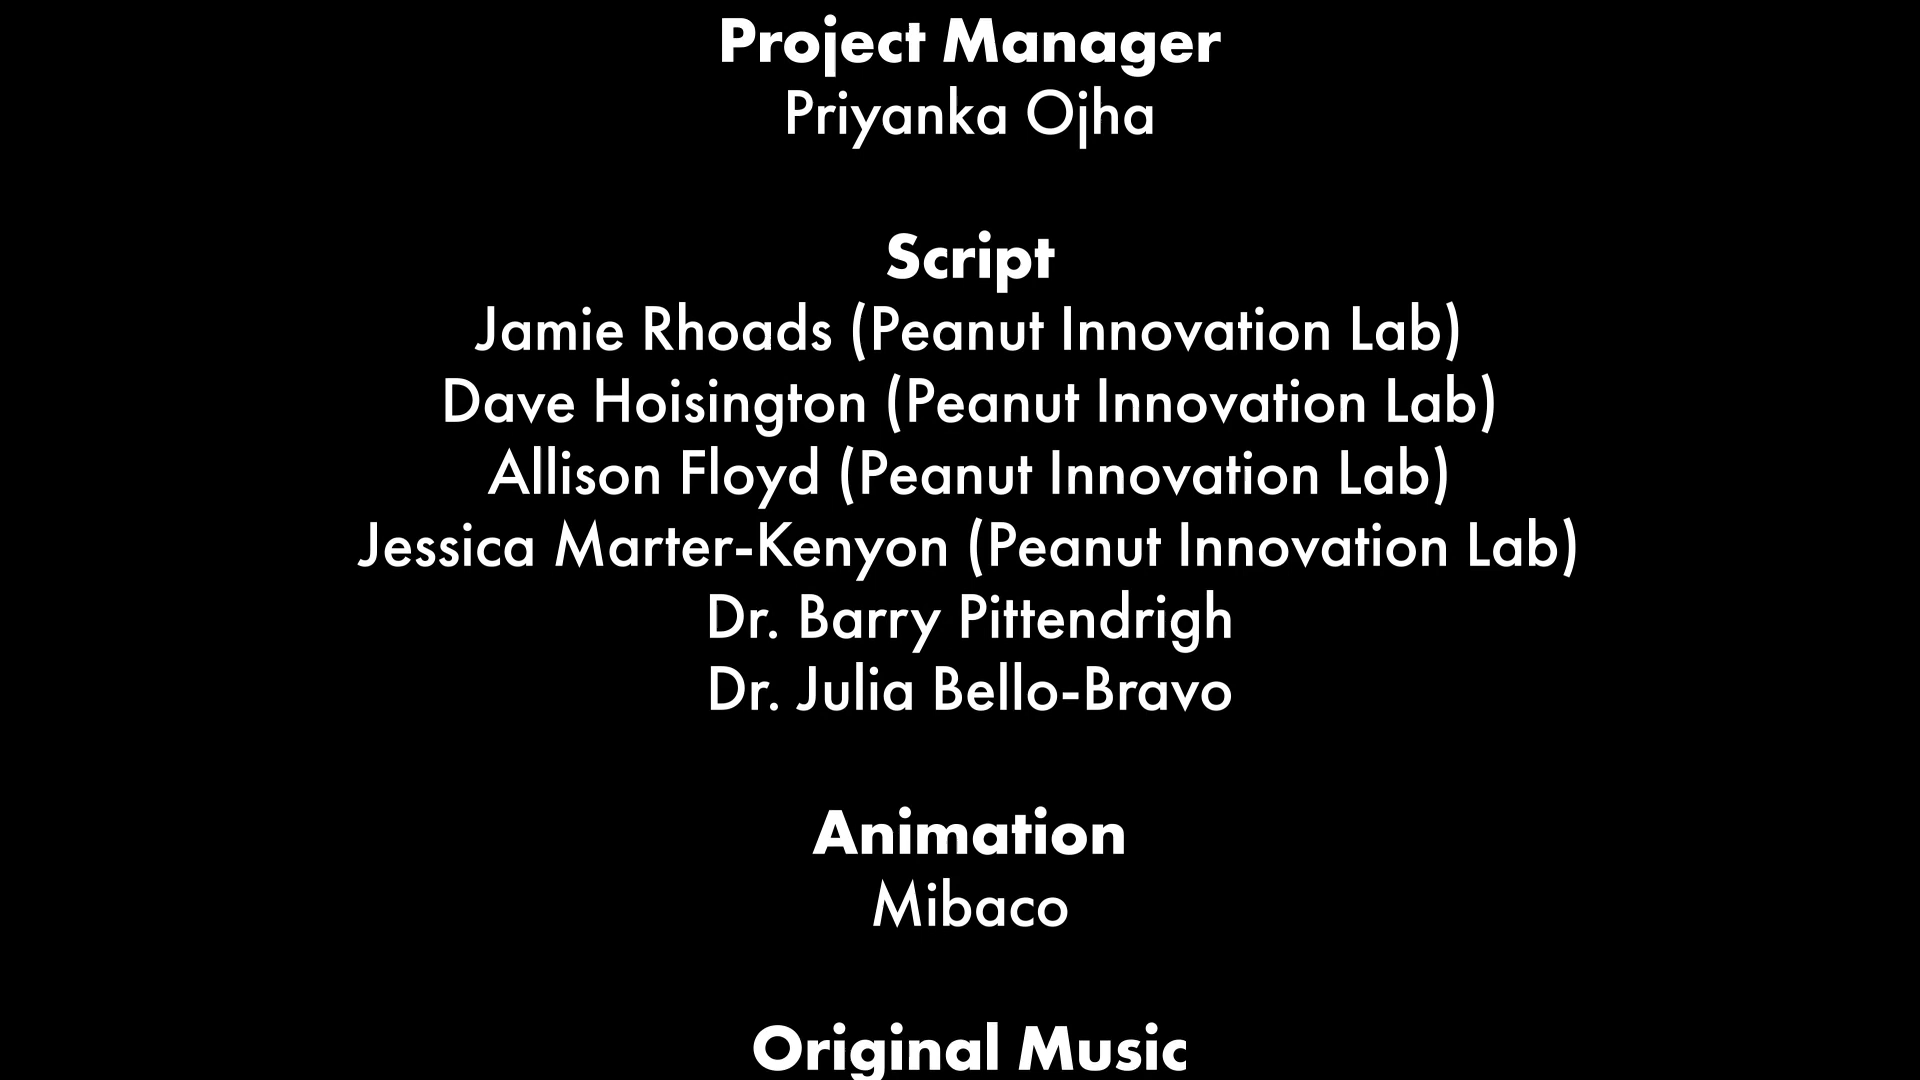 Project Manager
Priyanka Ojha
Script
Jamie Rhoads (Peanut Innovation Lab)
Dave Hoisington (Peanut Innovation Lab)
Allison Floyd (Peanut Innovation Lab)
Jessica Marter-Kenyon (Peanut Innovation Lab)
Dr. Barry Pittendrigh
Dr. Julia Bello-Bravo
Animation
Mibaco
Original Music